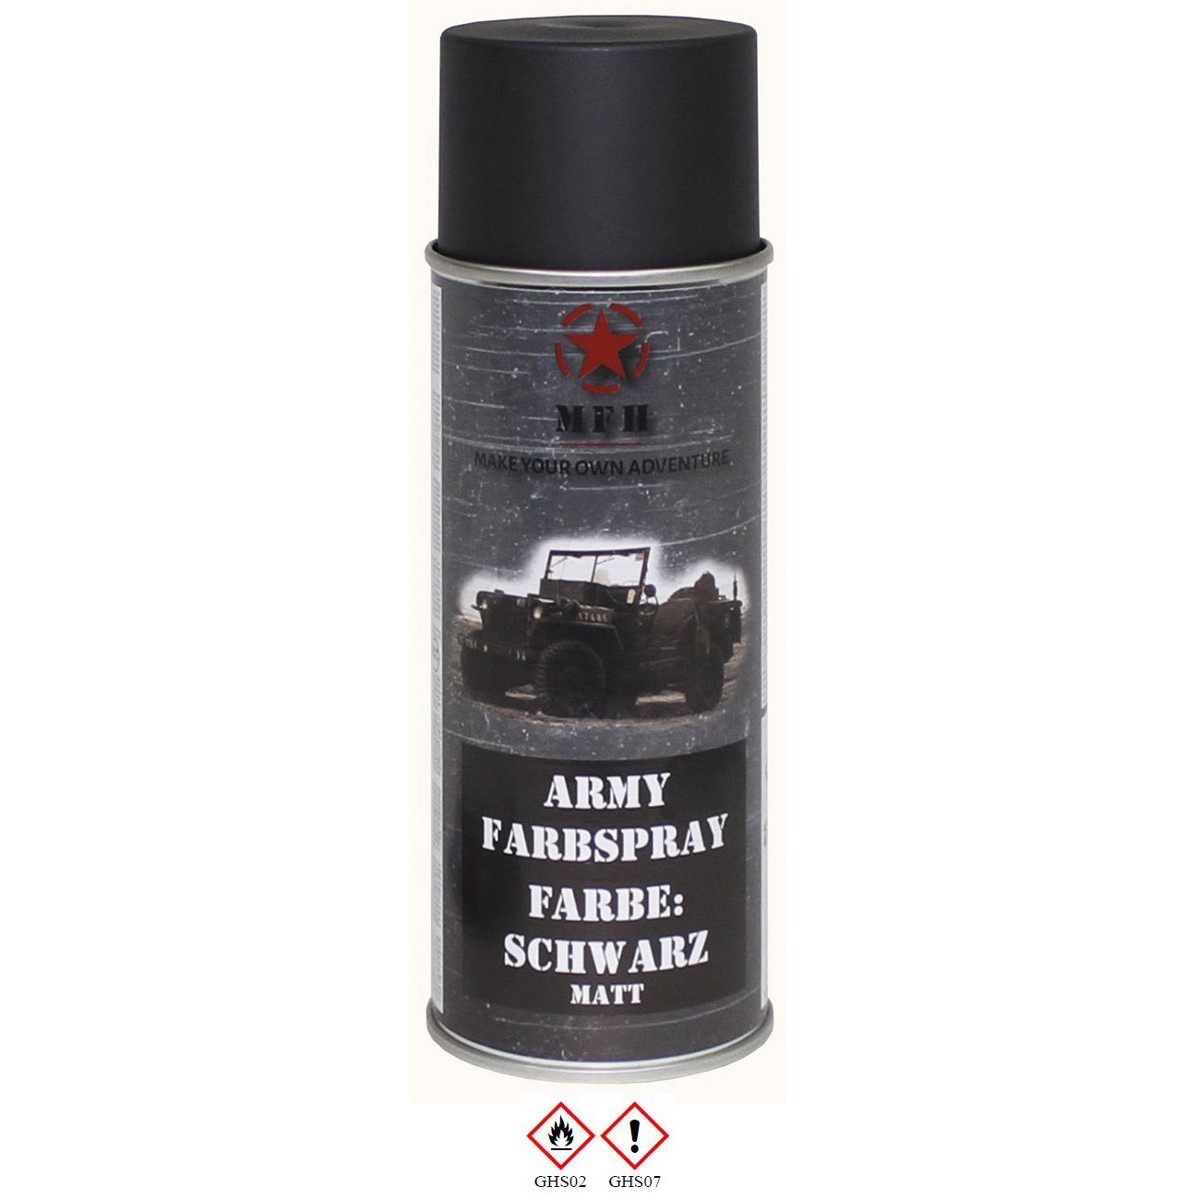 MFH
MAKE YOUR OWN ADVENTURE
ARMY
FARBSPRAY
FARBE:
SCHWARZ
MATT
GHS02 GHS07